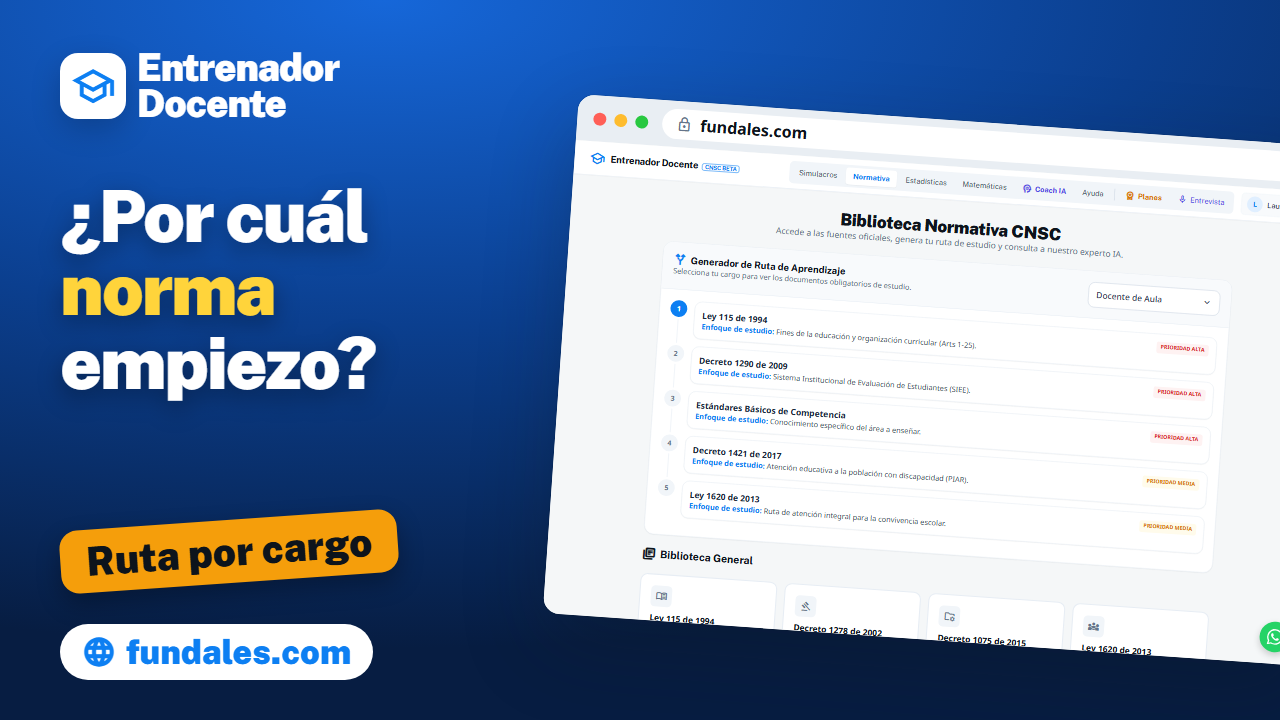 Entrenador
Docente
¿Por cuál
norma
empiezo?
Ruta por cargo
fundales.com
fundales.com
Entrenador Docente CNSC BETA
Simulacros Normativa Estadísticas Matemáticas Coach IA Ayuda Planes Entrevista L Lau
Biblioteca Normativa CNSC
Accede a las fuentes oficiales, genera tu ruta de estudio y consulta a nuestro experto IA.
Generador de Ruta de Aprendizaje
Selecciona tu cargo para ver los documentos obligatorios de estudio.
Docente de Aula
1
Ley 115 de 1994
Enfoque de estudio: Fines de la educación y organización curricular (Arts 1-25).
PRIORIDAD ALTA
2
Decreto 1290 de 2009
Enfoque de estudio: Sistema Institucional de Evaluación de Estudiantes (SIEE).
PRIORIDAD ALTA
3
Estándares Básicos de Competencia
Enfoque de estudio: Conocimiento específico del área a enseñar.
PRIORIDAD ALTA
4
Decreto 1421 de 2017
Enfoque de estudio: Atención educativa a la población con discapacidad (PIAR).
PRIORIDAD MEDIA
5
Ley 1620 de 2013
Enfoque de estudio: Ruta de atención integral para la convivencia escolar.
PRIORIDAD MEDIA
Biblioteca General
Ley 115 de 1994
Decreto 1278 de 2002
Decreto 1075 de 2015
Ley 1620 de 2013